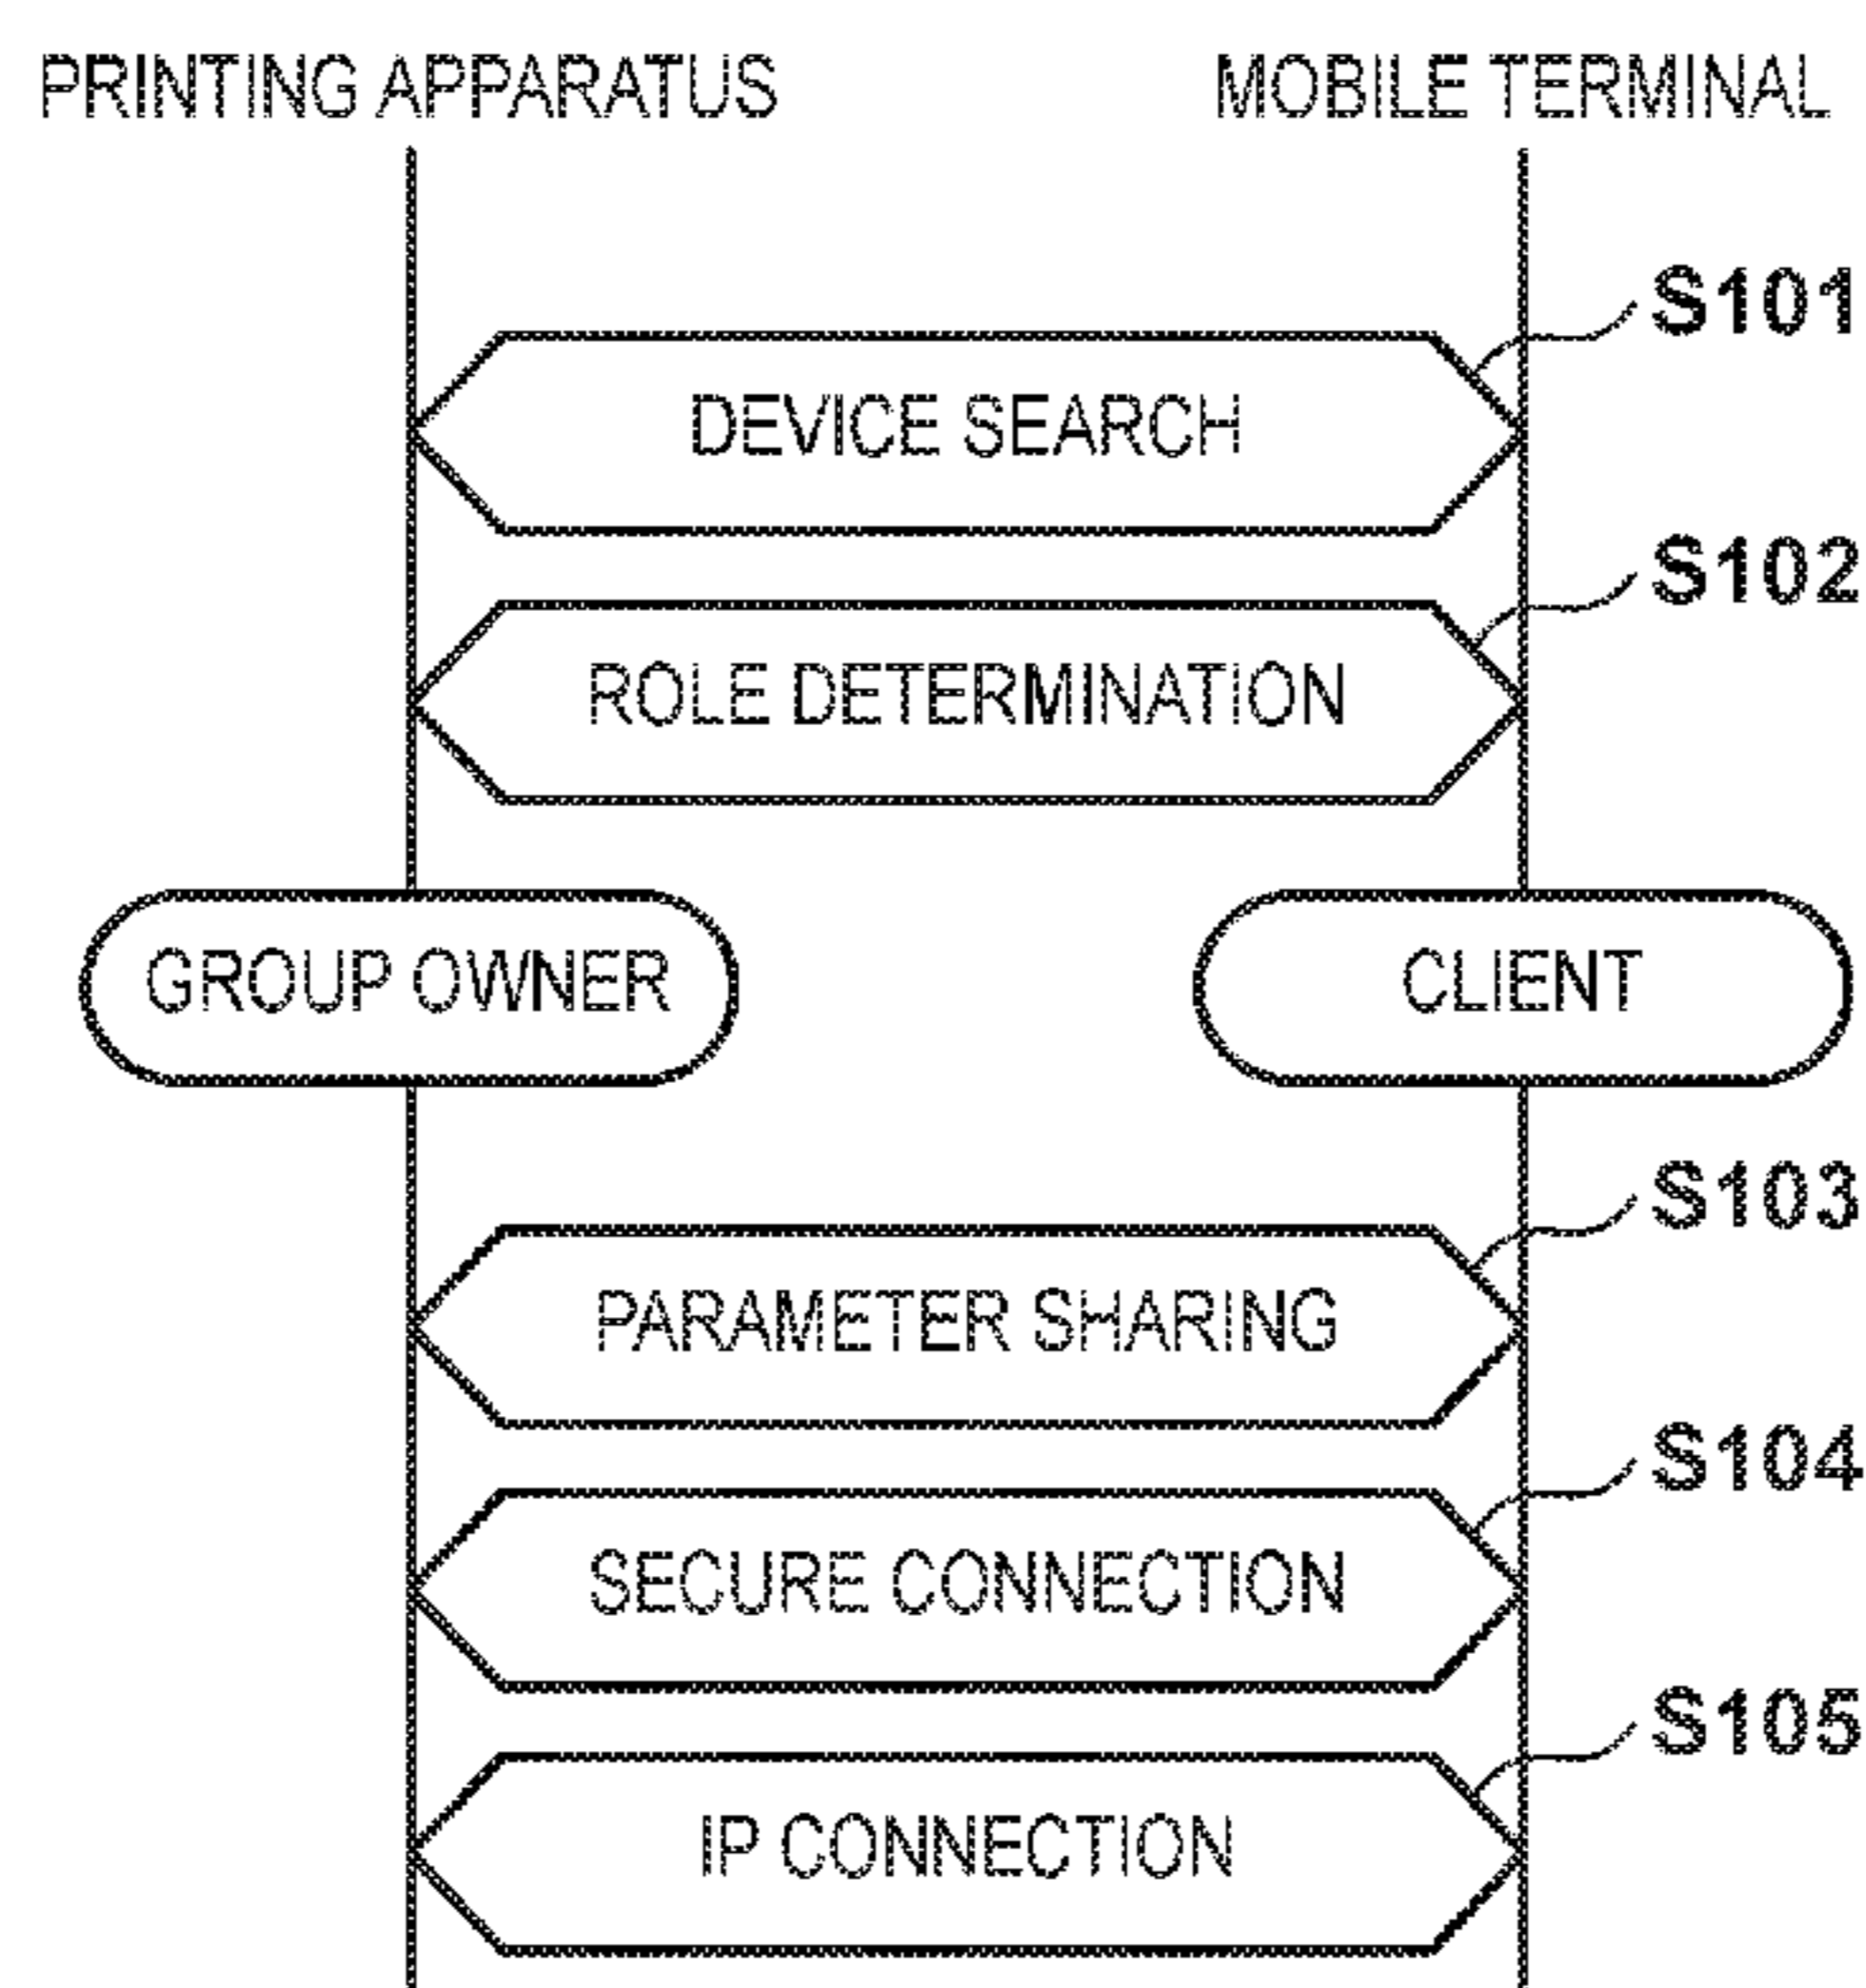 PRINTING APPARATUS
MOBILE TERMINAL
S101
DEVICE SEARCH
S102
ROLE DETERMINATION
GROUP OWNER
CLIENT
S103
PARAMETER SHARING
S104
SECURE CONNECTION
S105
IP CONNECTION